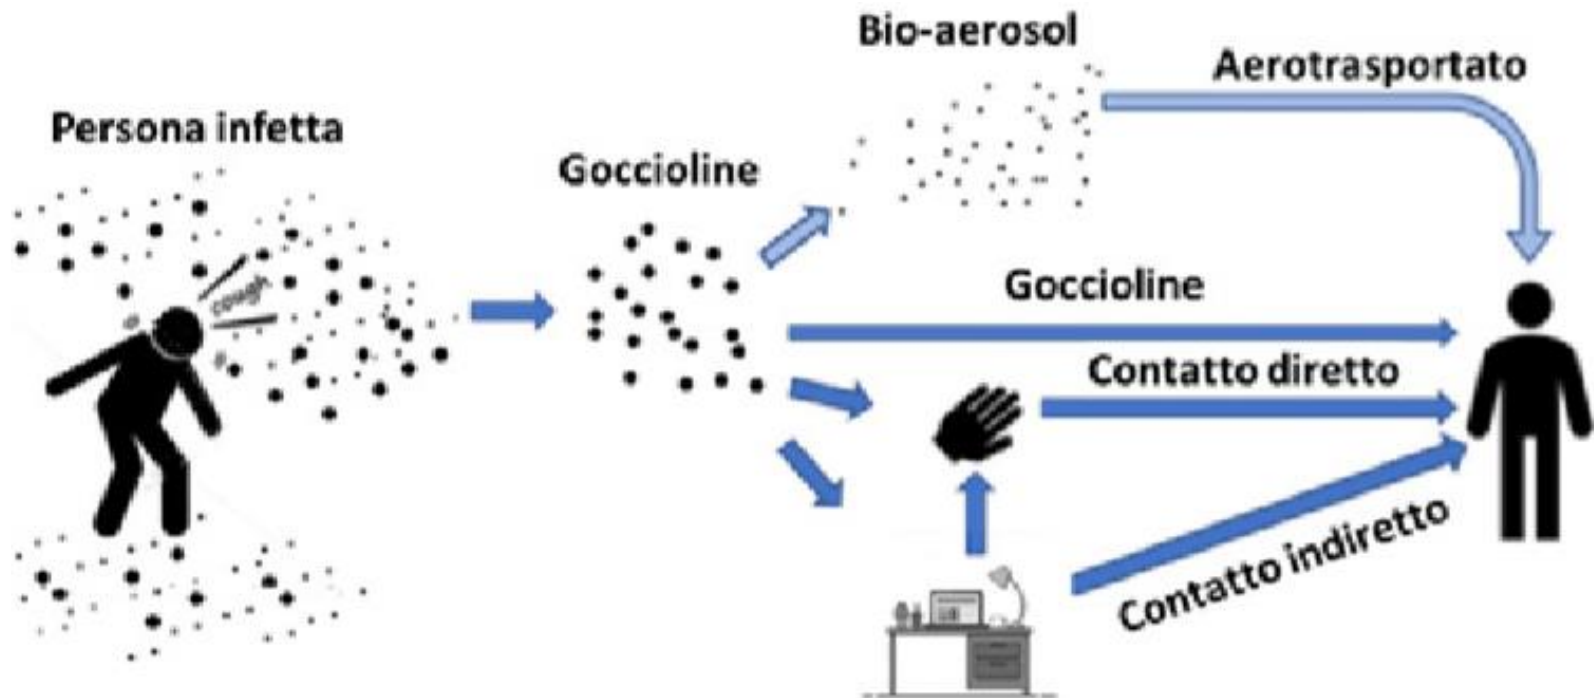 Bio-aerosol
Aerotrasportato
Persona infetta
Goccioline
cough
Goccioline
Contatto diretto
Contatto indiretto